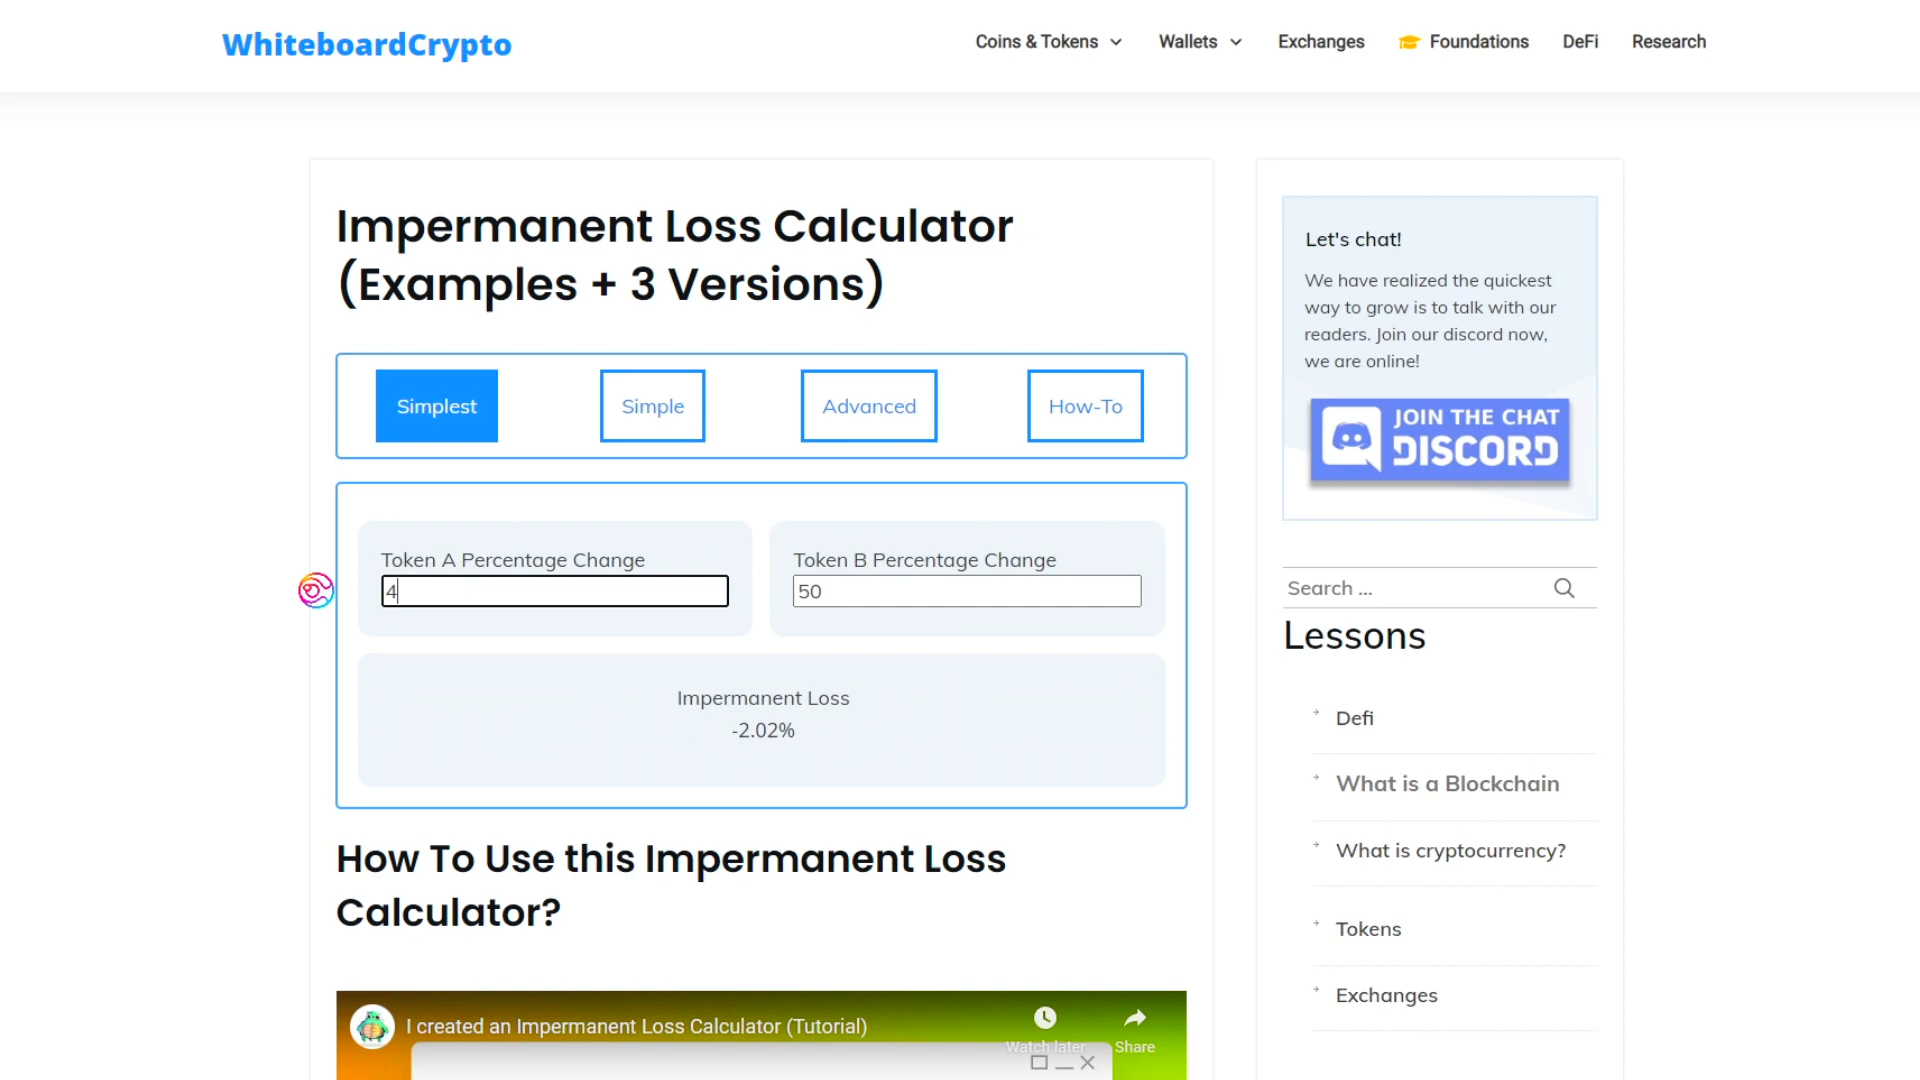 WhiteboardCrypto
Coins & Tokens
Wallets
Exchanges
Foundations
DeFi
Research
Impermanent Loss Calculator
(Examples + 3 Versions)
Simplest
Simple
Advanced
How-To
Token A Percentage Change
4
Token B Percentage Change
50
Impermanent Loss
-2.02%
How To Use this Impermanent Loss
Calculator?
I created an Impermanent Loss Calculator (Tutorial)
Watch later
Share
Let's chat!
We have realized the quickest
way to grow is to talk with our
readers. Join our discord now,
we are online!
JOIN THE CHAT
DISCORD
Search ...
Lessons
Defi
What is a Blockchain
What is cryptocurrency?
Tokens
Exchanges